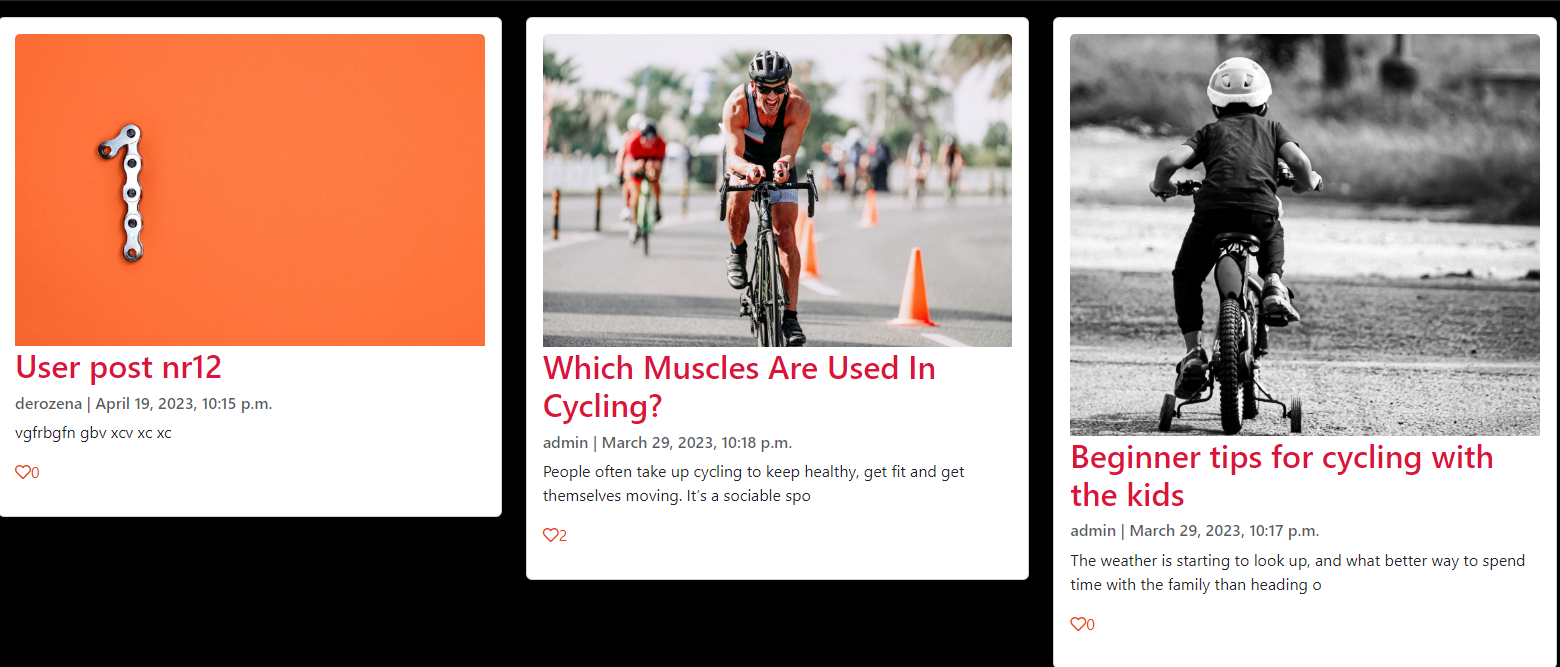 User post nr12
derozena | April 19, 2023, 10:15 p.m.
vgfrbgfn gbv xcv xc xc
0
Which Muscles Are Used In
Cycling?
admin | March 29, 2023, 10:18 p.m.
People often take up cycling to keep healthy, get fit and get
themselves moving. It’s a sociable spo
2
Beginner tips for cycling with
the kids
admin | March 29, 2023, 10:17 p.m.
The weather is starting to look up, and what better way to spend
time with the family than heading o
0